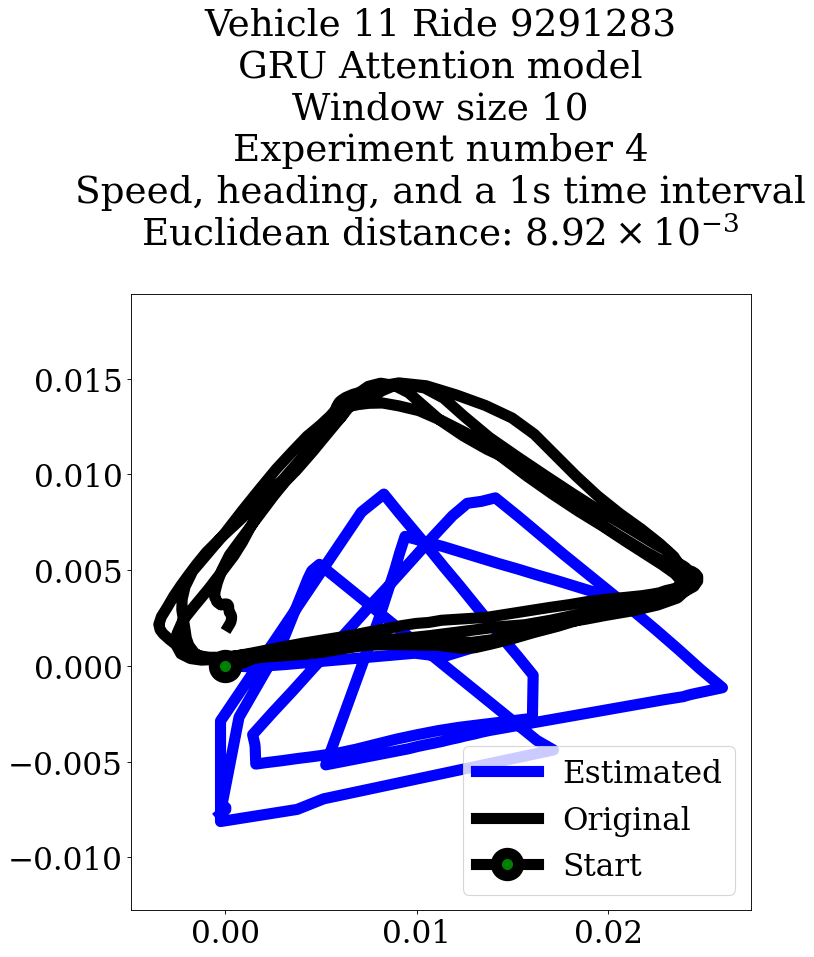 Vehicle 11 Ride 9291283
GRU Attention model
Window size 10
Experiment number 4
Speed, heading, and a 1s time interval
Euclidean distance: 8.92 × 10⁻³
0.015
0.010
0.005
0.000
−0.005
−0.010
0.00 0.01 0.02
Estimated
Original
Start